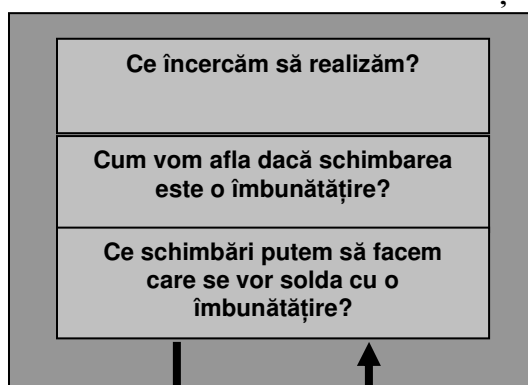 Ce încercăm să realizăm?
Cum vom afla dacă schimbarea
este o îmbunătățire?
Ce schimbări putem să facem
care se vor solda cu o
îmbunătățire?